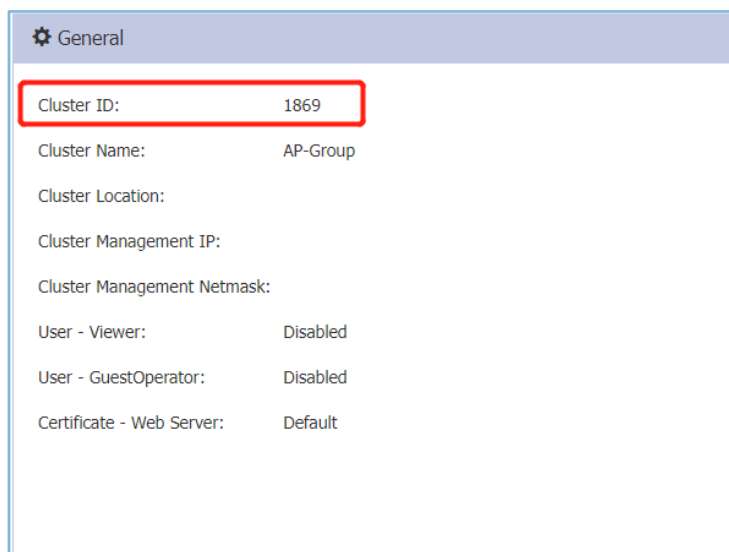 General
Cluster ID: 1869
Cluster Name: AP-Group
Cluster Location:
Cluster Management IP:
Cluster Management Netmask:
User - Viewer: Disabled
User - GuestOperator: Disabled
Certificate - Web Server: Default